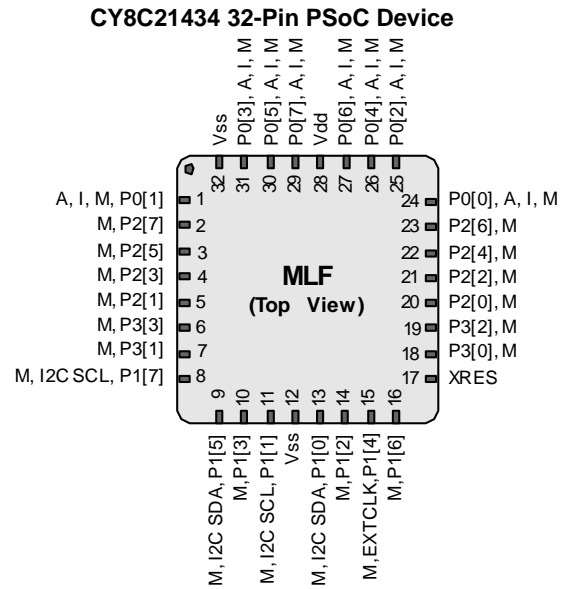 CY8C21434 32-Pin PSoC Device
Vss
P0[3], A, I, M
P0[5], A, I, M
P0[7], A, I, M
Vdd
P0[6], A, I, M
P0[4], A, I, M
P0[2], A, I, M
32
31
30
29
28
27
26
25
A, I, M, P0[1]
M, P2[7]
M, P2[5]
M, P2[3]
M, P2[1]
M, P3[3]
M, P3[1]
M, I2C SCL, P1[7]
1
2
3
4
5
6
7
8
MLF
(Top View)
24
23
22
21
20
19
18
17
P0[0], A, I, M
P2[6], M
P2[4], M
P2[2], M
P2[0], M
P3[2], M
P3[0], M
XRES
9
10
11
12
13
14
15
16
M, I2C SDA, P1[5]
M, P1[3]
M, I2C SCL, P1[1]
Vss
M, I2C SDA, P1[0]
M, P1[2]
M, EXTCLK, P1[4]
M, P1[6]